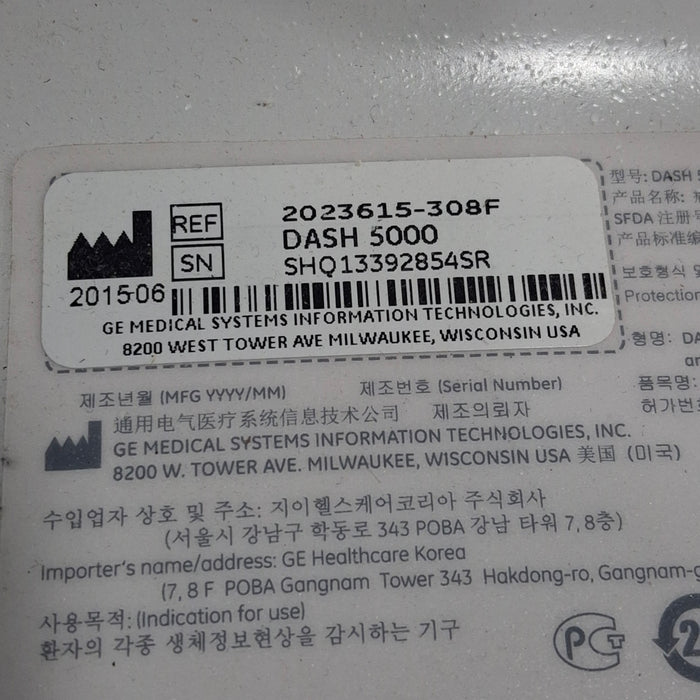 REF 2023615-308F
DASH 5000
SN SHQ13392854SR
2015-06
GE MEDICAL SYSTEMS INFORMATION TECHNOLOGIES, INC.
8200 WEST TOWER AVE MILWAUKEE, WISCONSIN USA
제조년월 (MFG YYYY/MM) 제조번호 (Serial Number)
通用电气医疗系统信息技术公司 제조의뢰자
GE MEDICAL SYSTEMS INFORMATION TECHNOLOGIES, INC.
8200 W. TOWER AVE. MILWAUKEE, WISCONSIN USA 美国 (미국)
수입업자 상호 및 주소: 지이헬스케어코리아 주식회사
(서울시 강남구 학동로 343 POBA 강남 타워 7, 8층)
Importer's name/address: GE Healthcare Korea
(7, 8 F POBA Gangnam Tower 343 Hakdong-ro, Gangnam-g
사용목적: (Indication for use)
환자의 각종 생체정보현상을 감시하는 기구
型号: DASH 5
产品名称:
SFDA 注册号
产品标准编
보호형식 및
Protection
형명: DA
an
품목명:
허가번호
PCT
2